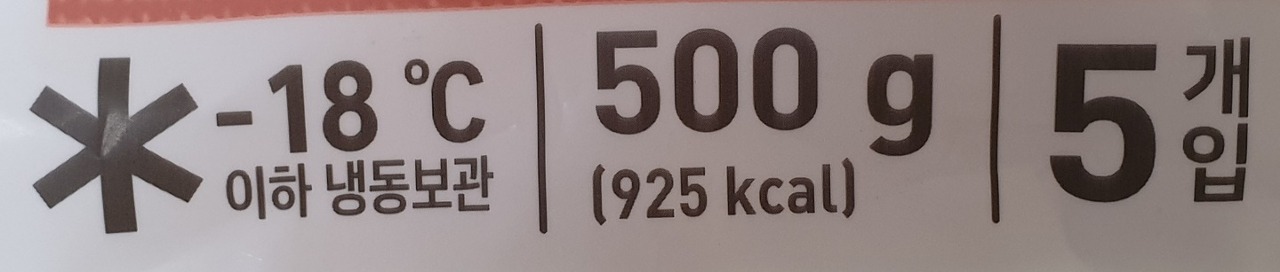 -18 ℃
이하 냉동보관
500 g
(925 kcal)
5개입